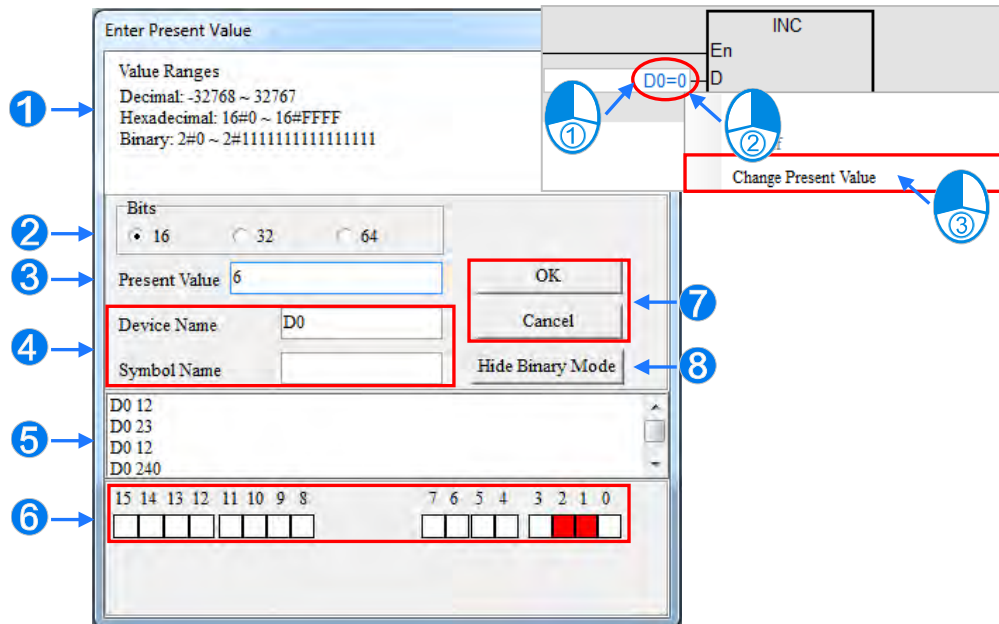 Enter Present Value
Value Ranges
Decimal: -32768 ~ 32767
Hexadecimal: 16#0 ~ 16#FFFF
Binary: 2#0 ~ 2#1111111111111111
INC
En
D0=0
D
①
②
f
Change Present Value
③
1
Bits
2
16 32 64
3
Present Value 6
OK
7
4
Device Name D0
Cancel
Symbol Name
Hide Binary Mode
8
5
D0 12
D0 23
D0 12
D0 240
6
15 14 13 12 11 10 9 8 7 6 5 4 3 2 1 0